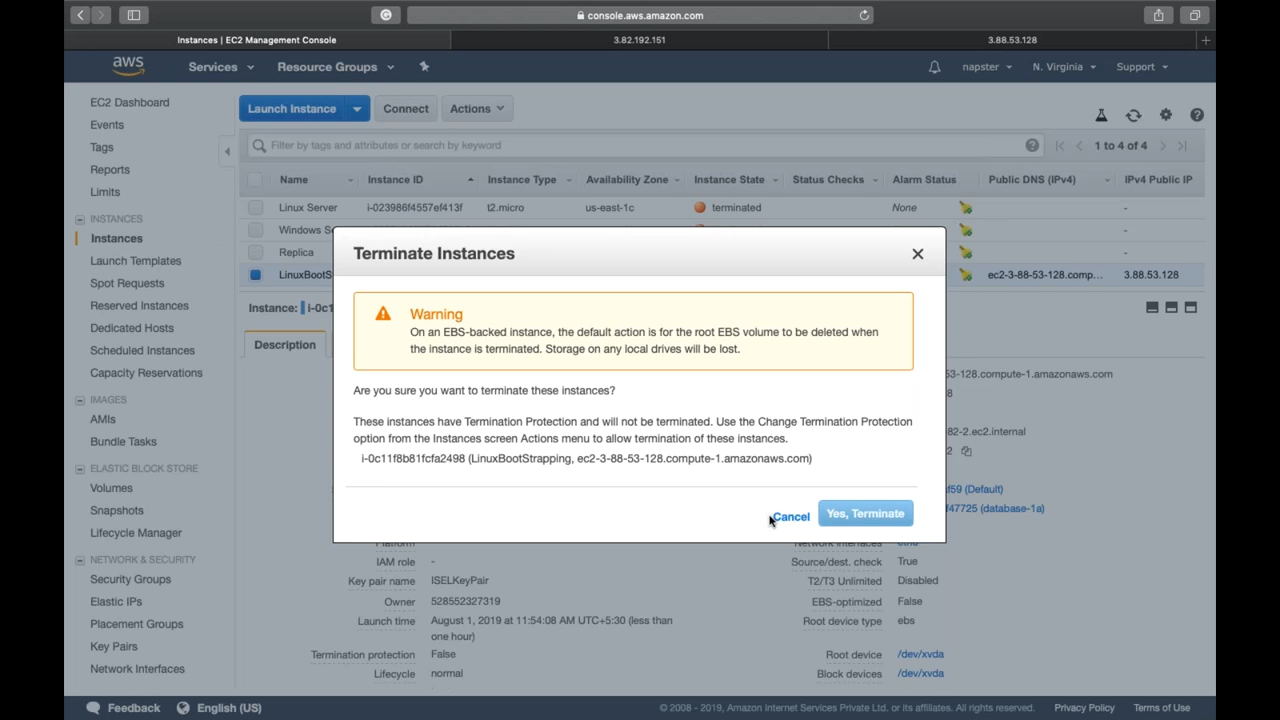 console.aws.amazon.com
Instances | EC2 Management Console
3.82.192.151
3.88.53.128
aws
Services
Resource Groups
napster
N. Virginia
Support
EC2 Dashboard
Events
Tags
Reports
Limits
INSTANCES
Instances
Launch Templates
Spot Requests
Reserved Instances
Dedicated Hosts
Scheduled Instances
Capacity Reservations
IMAGES
AMIs
Bundle Tasks
ELASTIC BLOCK STORE
Volumes
Snapshots
Lifecycle Manager
NETWORK & SECURITY
Security Groups
Elastic IPs
Placement Groups
Key Pairs
Network Interfaces
Launch Instance
Connect
Actions
Filter by tags and attributes or search by keyword
1 to 4 of 4
Name Instance ID Instance Type Availability Zone Instance State Status Checks Alarm Status Public DNS (IPv4) IPv4 Public IP
Linux Server i-023986f4557ef413f t2.micro us-east-1c terminated None -
Windows S -
Replica -
LinuxBootS ec2-3-88-53-128.comp... 3.88.53.128
Instance: i-0c1
Description
Terminate Instances
Warning
On an EBS-backed instance, the default action is for the root EBS volume to be deleted when
the instance is terminated. Storage on any local drives will be lost.
Are you sure you want to terminate these instances?
These instances have Termination Protection and will not be terminated. Use the Change Termination Protection
option from the Instances screen Actions menu to allow termination of these instances.
i-0c11f8b81fcfa2498 (LinuxBootStrapping, ec2-3-88-53-128.compute-1.amazonaws.com)
Cancel
Yes, Terminate
53-128.compute-1.amazonaws.com
8
82-2.ec2.internal
2
f59 (Default)
f47725 (database-1a)
Platform
Network interfaces eth0
IAM role -
Source/dest. check True
Key pair name ISELKeyPair
T2/T3 Unlimited Disabled
Owner 528552327319
EBS-optimized False
Launch time August 1, 2019 at 11:54:08 AM UTC+5:30 (less than
one hour)
Root device type ebs
Termination protection False
Root device /dev/xvda
Lifecycle normal
Block devices /dev/xvda
Feedback
English (US)
© 2008 - 2019, Amazon Internet Services Private Ltd. or its affiliates. All rights reserved.
Privacy Policy
Terms of Use